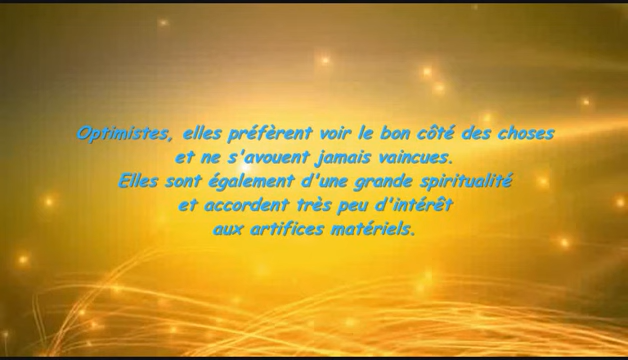 Optimistes, elles préfèrent voir le bon côté des choses
et ne s'avouent jamais vaincues.
Elles sont également d'une grande spiritualité
et accordent très peu d'intérêt
aux artifices matériels.